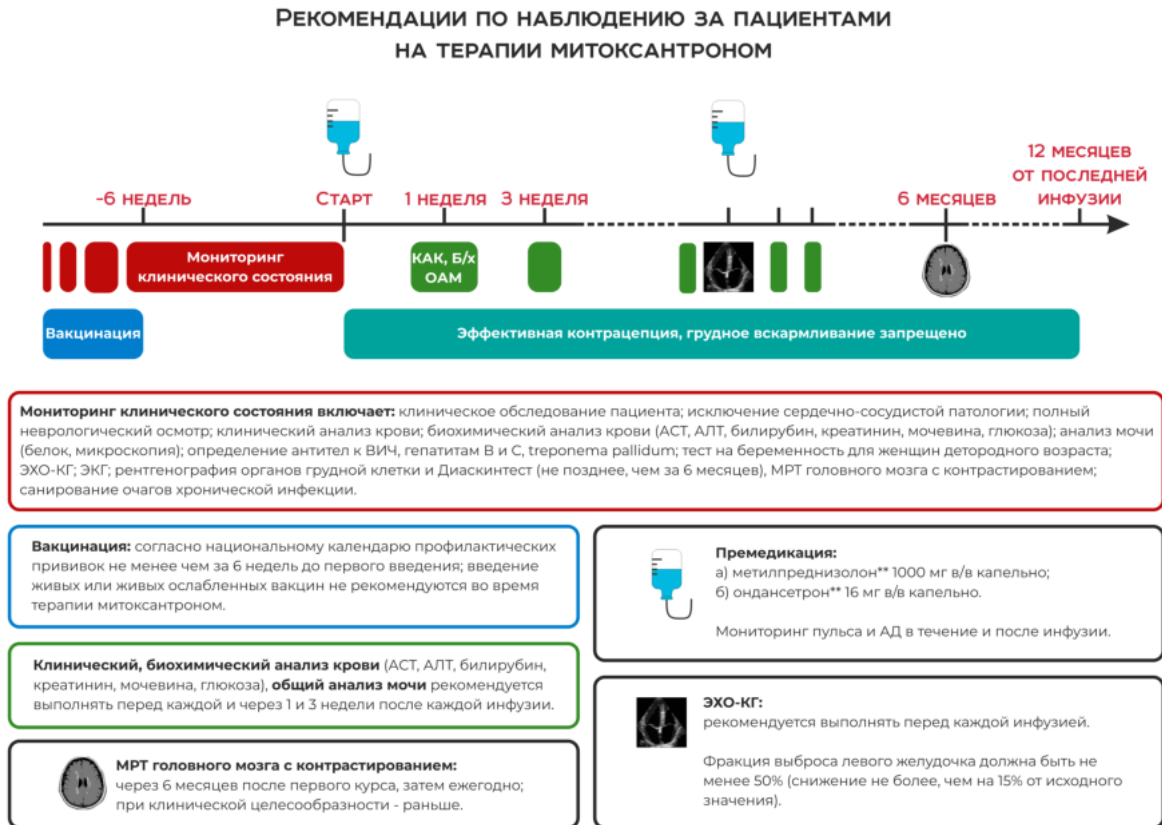 Рекомендации по наблюдению за пациентами
на терапии митоксантроном
12 месяцев
от последней
инфузии
-6 недель
Старт
1 неделя
3 неделя
6 месяцев
Мониторинг
клинического состояния
КАК, Б/х
ОАМ
Вакцинация
Эффективная контрацепция, грудное вскармливание запрещено
Мониторинг клинического состояния включает: клиническое обследование пациента; исключение сердечно-сосудистой патологии; полный
неврологический осмотр; клинический анализ крови; биохимический анализ крови (АСТ, АЛТ, билирубин, креатинин, мочевина, глюкоза); анализ мочи
(белок, микроскопия); определение антител к ВИЧ, гепатитам В и С, treponema pallidum; тест на беременность для женщин детородного возраста;
ЭХО-КГ; ЭКГ; рентгенография органов грудной клетки и Диаскинтест (не позднее, чем за 6 месяцев), МРТ головного мозга с контрастированием;
санирование очагов хронической инфекции.
Вакцинация: согласно национальному календарю профилактических
прививок не менее чем за 6 недель до первого введения; введение
живых или живых ослабленных вакцин не рекомендуются во время
терапии митоксантроном.
Клинический, биохимический анализ крови (АСТ, АЛТ, билирубин,
креатинин, мочевина, глюкоза), общий анализ мочи рекомендуется
выполнять перед каждой и через 1 и 3 недели после каждой инфузии.
МРТ головного мозга с контрастированием:
через 6 месяцев после первого курса, затем ежегодно;
при клинической целесообразности - раньше.
Премедикация:
а) метилпреднизолон** 1000 мг в/в капельно;
б) ондансетрон** 16 мг в/в капельно.
Мониторинг пульса и АД в течение и после инфузии.
ЭХО-КГ:
рекомендуется выполнять перед каждой инфузией.
Фракция выброса левого желудочка должна быть не
менее 50% (снижение не более, чем на 15% от исходного
значения).